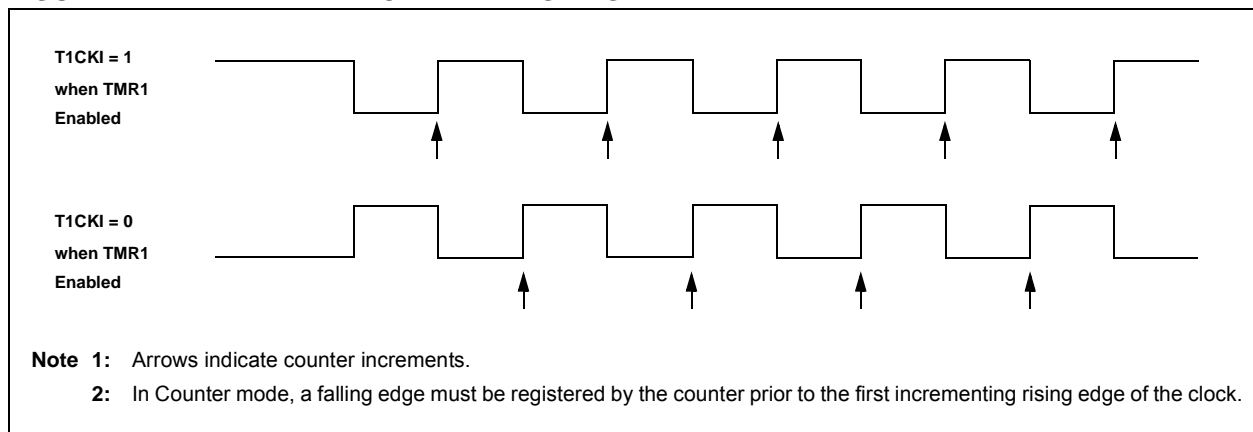 T1CKI = 1
when TMR1
Enabled
T1CKI = 0
when TMR1
Enabled
Note 1: Arrows indicate counter increments.
2: In Counter mode, a falling edge must be registered by the counter prior to the first incrementing rising edge of the clock.